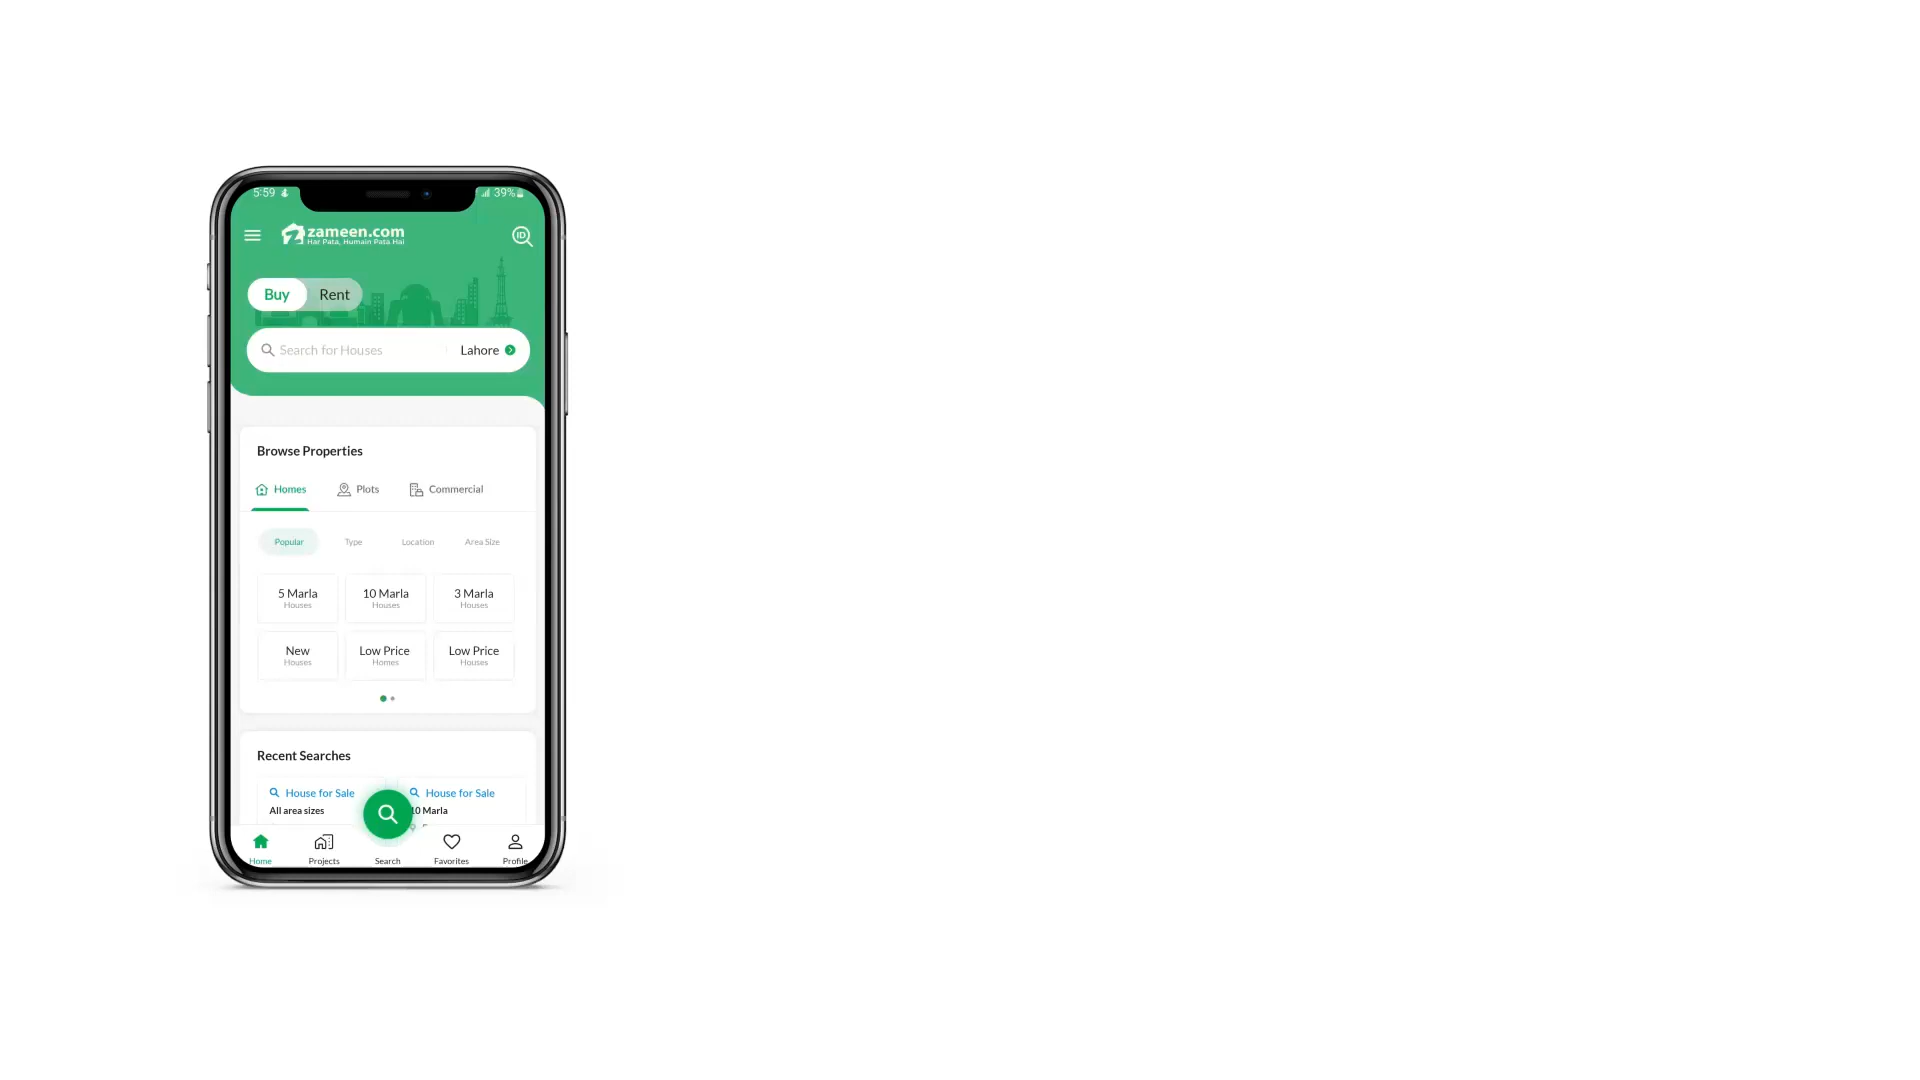 5:59 39%
zameen.com
Har Pata, Humain Pata Hai
ID
Buy Rent
Search for Houses Lahore
Browse Properties
Homes Plots Commercial
Popular Type Location Area Size
5 Marla 10 Marla 3 Marla
Houses Houses Houses
New Low Price Low Price
Houses Homes Houses
Recent Searches
House for Sale House for Sale
All area sizes 10 Marla
Home Projects Search Favorites Profile